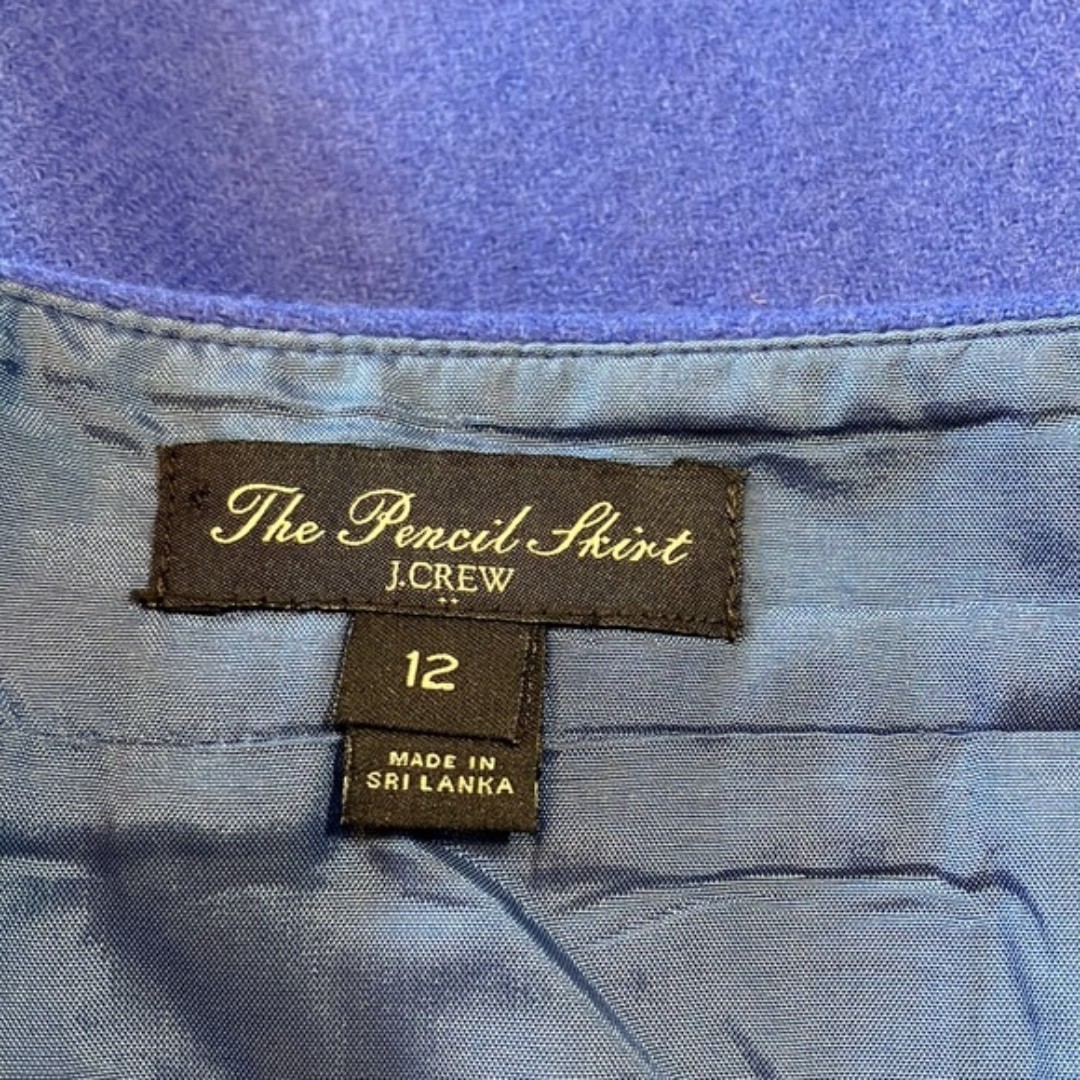 The Pencil Skirt
J.CREW
12
MADE IN
SRI LANKA